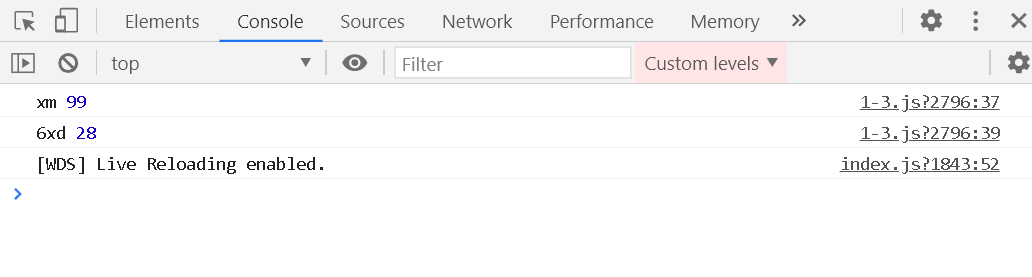 Elements Console Sources Network Performance Memory
top Filter Custom levels
xm 99 1-3.js?2796:37
6xd 28 1-3.js?2796:39
[WDS] Live Reloading enabled. index.js?1843:52